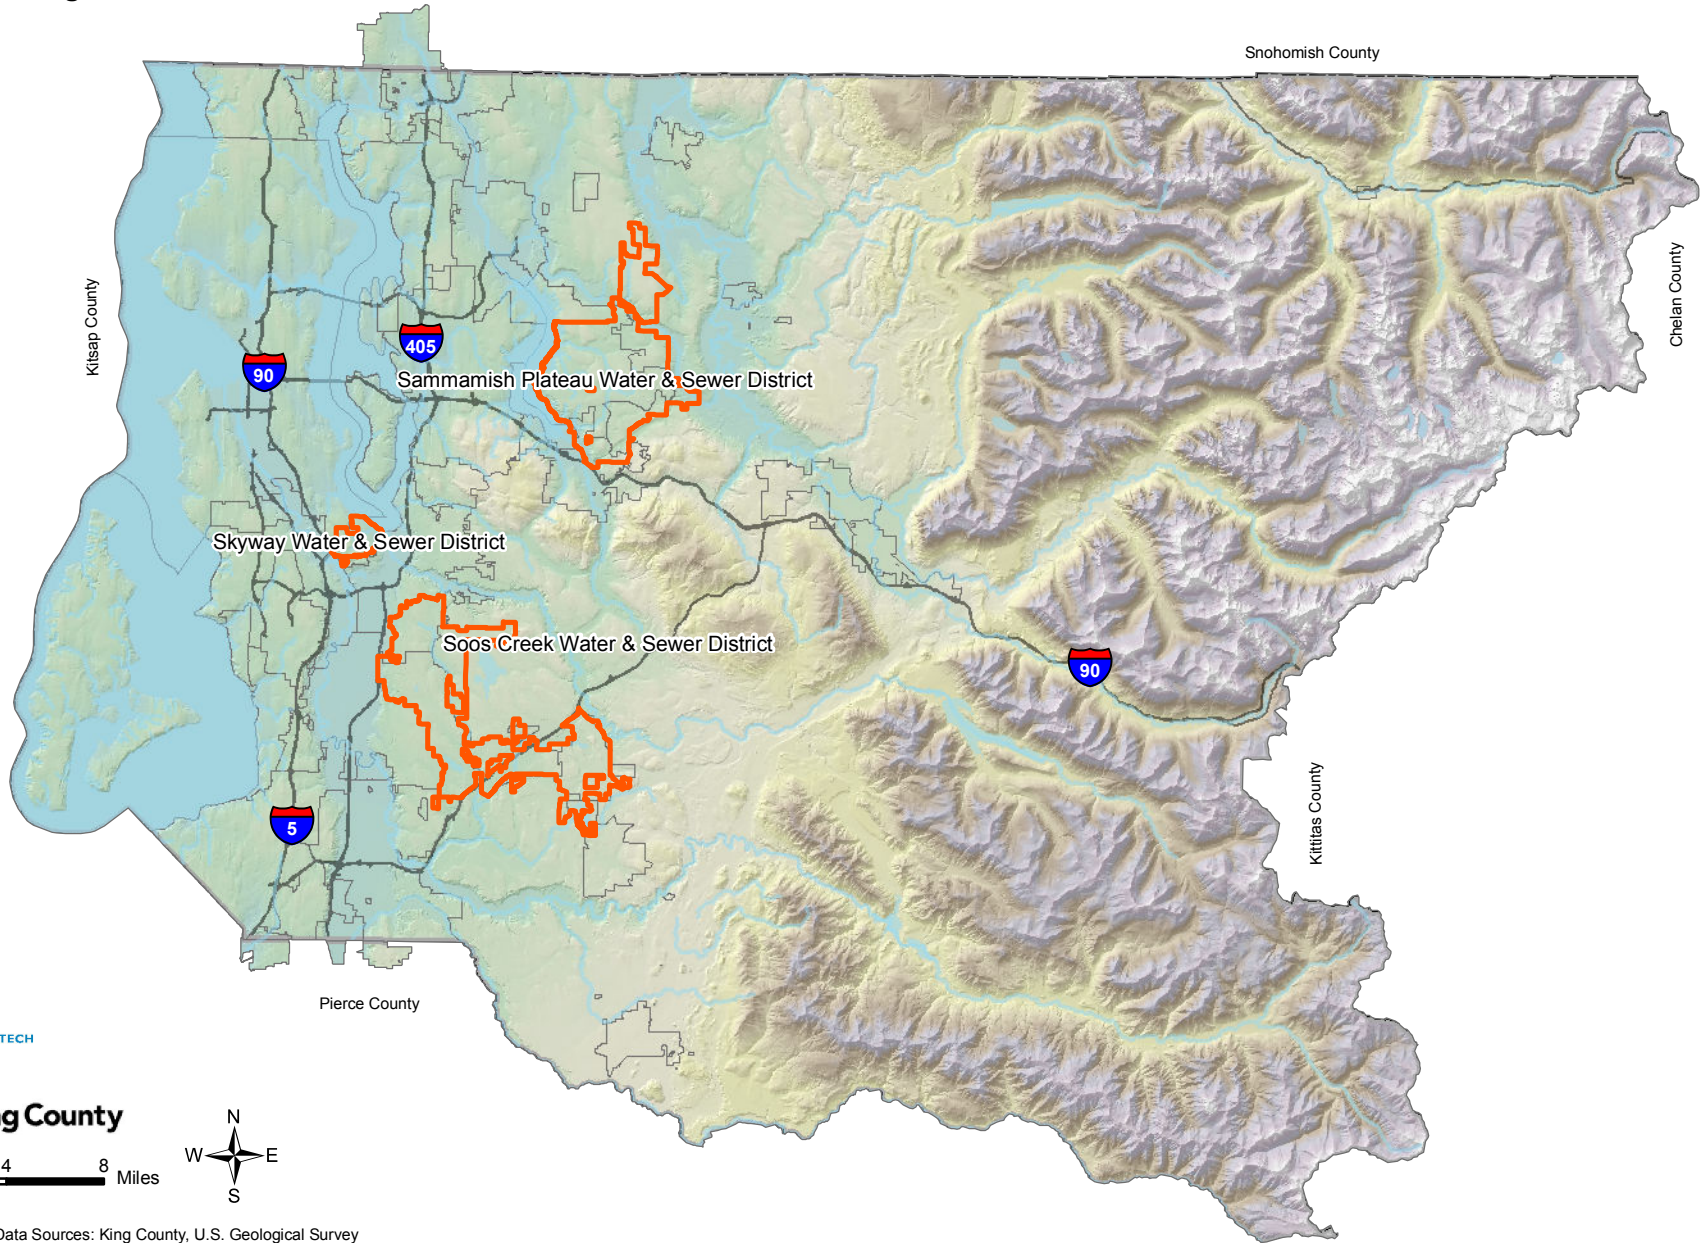 Snohomish County
Kitsap County
Chelan County
405
90
Sammamish Plateau Water & Sewer District
Skyway Water & Sewer District
Soos Creek Water & Sewer District
90
Kittitas County
5
Pierce County
TECH
g County
N
W E
S
4 8 Miles
Data Sources: King County, U.S. Geological Survey